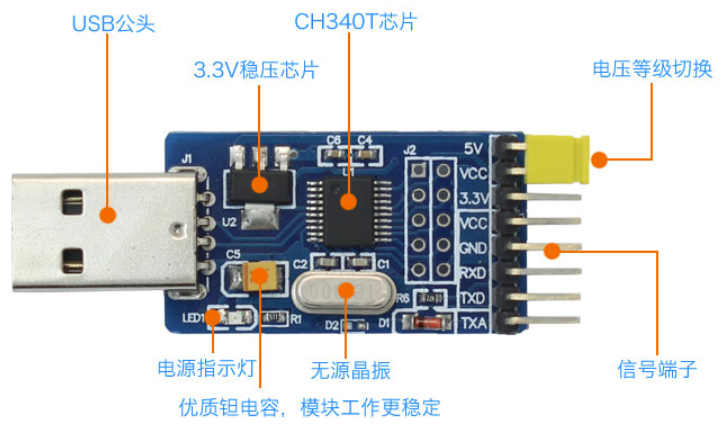 USB公头
CH340T芯片
3.3V稳压芯片
电压等级切换
C6
C4
J2
5V
J1
U1
VCC
3.3V
U2
VCC
GND
C5
C2
C1
RXD
R6
TXD
LED1
R1
D2
D1
TXA
电源指示灯
无源晶振
信号端子
优质钽电容，模块工作更稳定